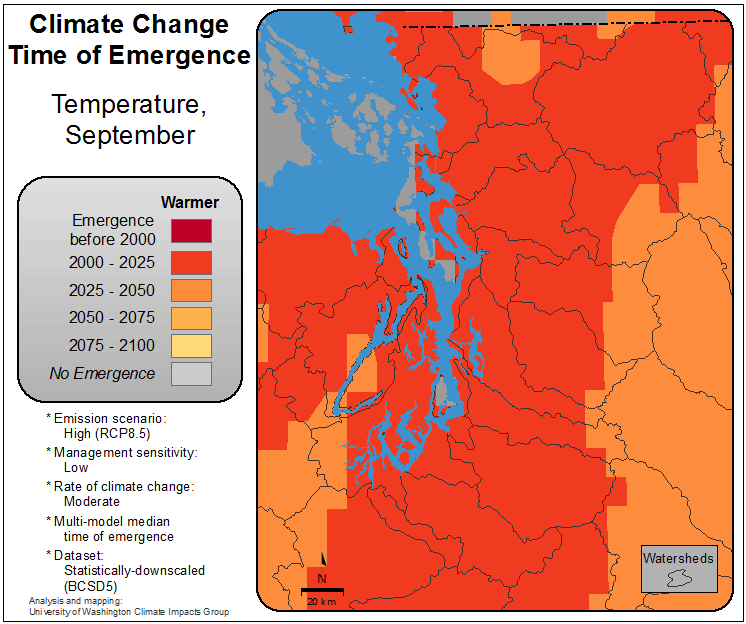 Climate Change
Time of Emergence
Temperature,
September
Warmer
Emergence
before 2000
2000 - 2025
2025 - 2050
2050 - 2075
2075 - 2100
No Emergence
* Emission scenario:
High (RCP8.5)
* Management sensitivity:
Low
* Rate of climate change:
Moderate
* Multi-model median
time of emergence
* Dataset:
Statistically-downscaled
(BCSD5)
Analysis and mapping:
University of Washington Climate Impacts Group
N
20 km
Watersheds